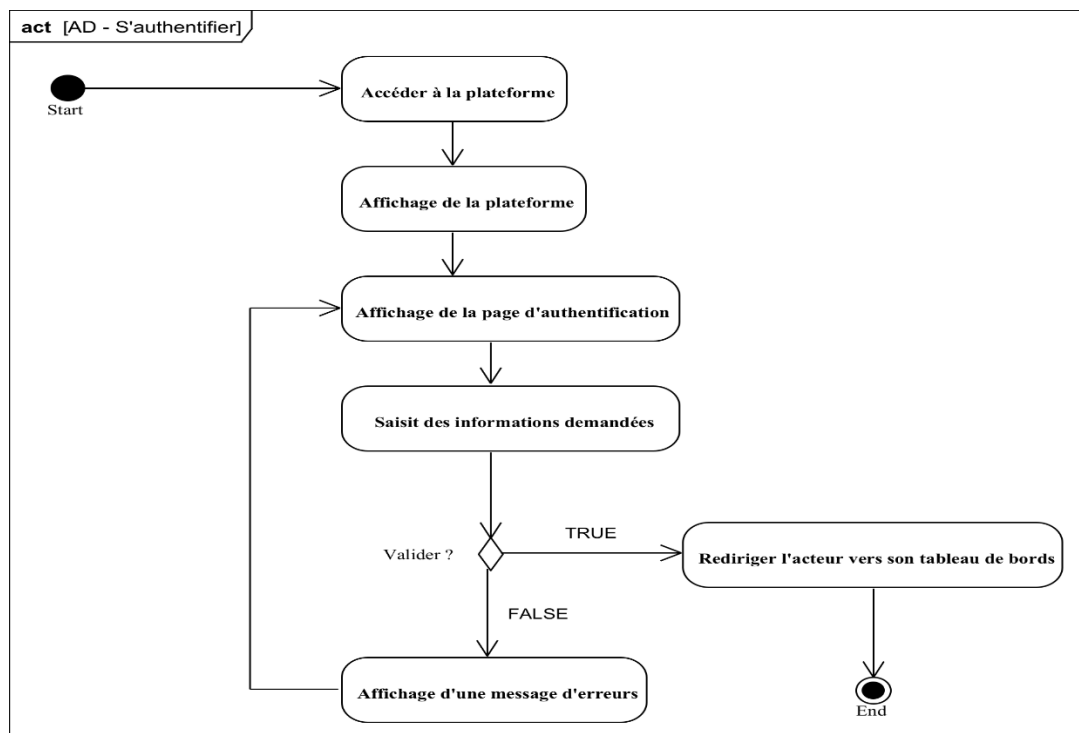 act [AD - S'authentifier]
Start
Accéder à la plateforme
Affichage de la plateforme
Affichage de la page d'authentification
Saisit des informations demandées
Valider ?
TRUE
Rediriger l'acteur vers son tableau de bords
FALSE
Affichage d'une message d'erreurs
End